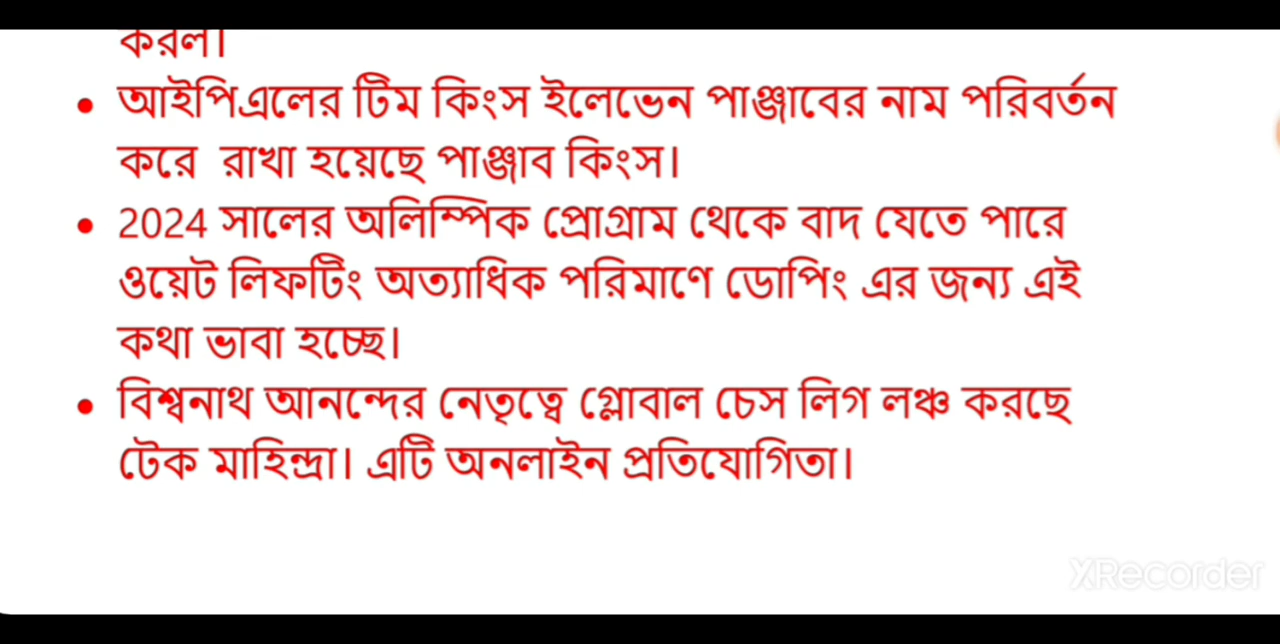 করল।
• আইপিএলের টিম কিংস ইলেভেন পাঞ্জাবের নাম পরিবর্তন
করে রাখা হয়েছে পাঞ্জাব কিংস।
• 2024 সালের অলিম্পিক প্রোগ্রাম থেকে বাদ যেতে পারে
ওয়েট লিফটিং অত্যাধিক পরিমাণে ডোপিং এর জন্য এই
কথা ভাবা হচ্ছে।
• বিশ্বনাথ আনন্দের নেতৃত্বে গ্লোবাল চেস লিগ লঞ্চ করছে
টেক মাহিন্দ্রা। এটি অনলাইন প্রতিযোগিতা।
XRecorder